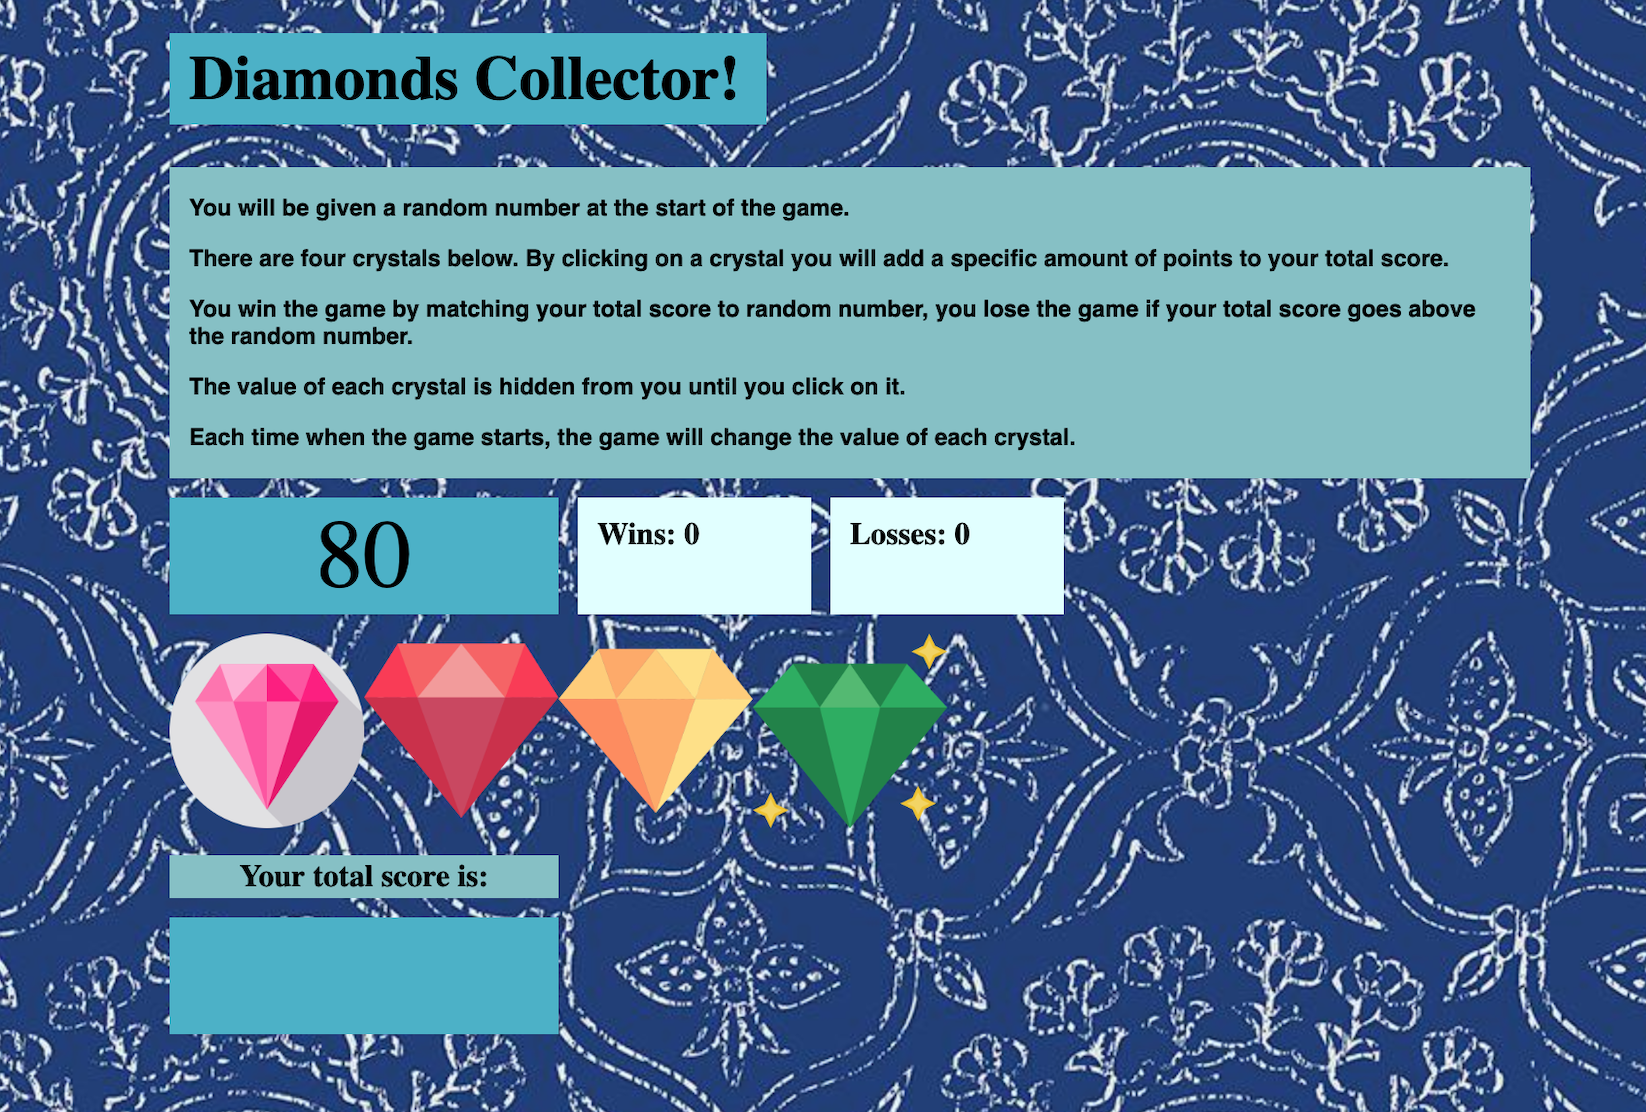 Diamonds Collector!
You will be given a random number at the start of the game.
There are four crystals below. By clicking on a crystal you will add a specific amount of points to your total score.
You win the game by matching your total score to random number, you lose the game if your total score goes above
the random number.
The value of each crystal is hidden from you until you click on it.
Each time when the game starts, the game will change the value of each crystal.
80
Wins: 0
Losses: 0
Your total score is: